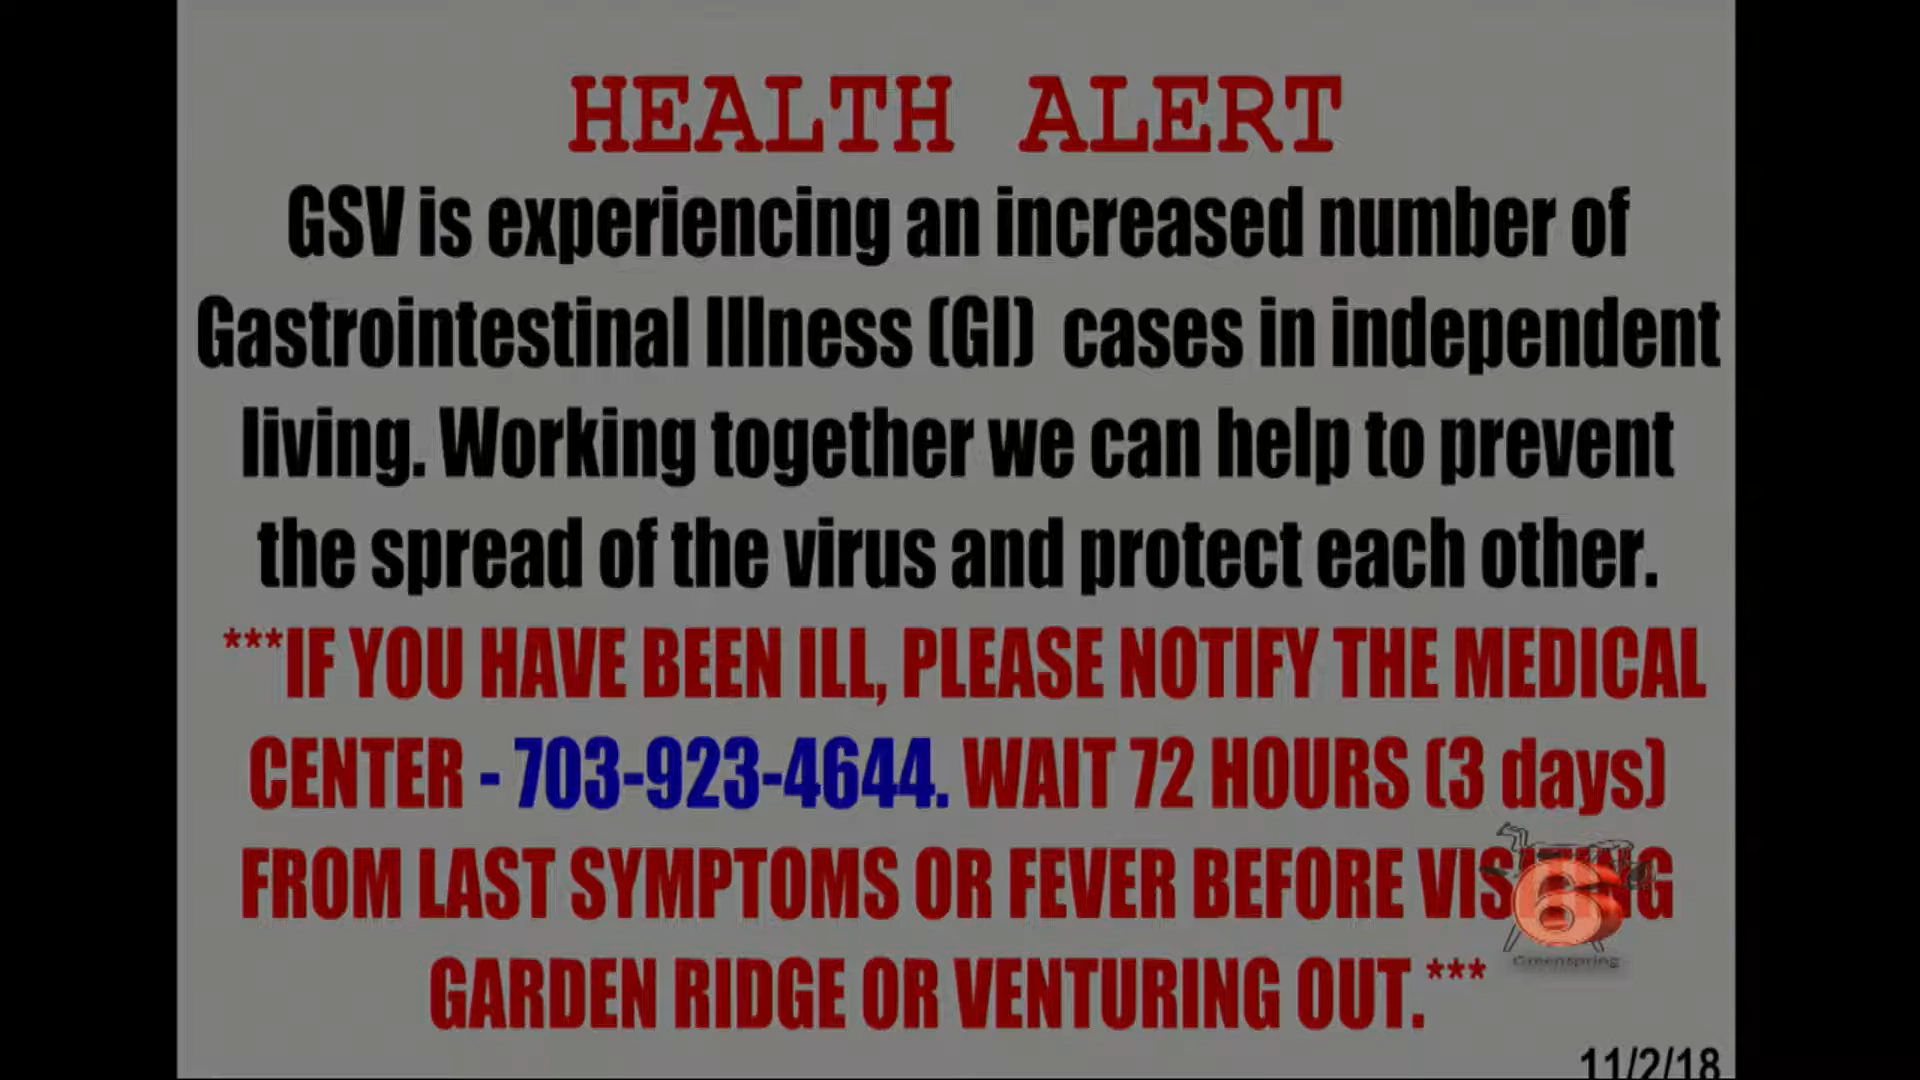 HEALTH ALERT
GSV is experiencing an increased number of
Gastrointestinal Illness (GI) cases in independent
living. Working together we can help to prevent
the spread of the virus and protect each other.
***IF YOU HAVE BEEN ILL, PLEASE NOTIFY THE MEDICAL
CENTER - 703-923-4644. WAIT 72 HOURS (3 days)
FROM LAST SYMPTOMS OR FEVER BEFORE VISITING
GARDEN RIDGE OR VENTURING OUT.***
6
Greenspring
11/2/18